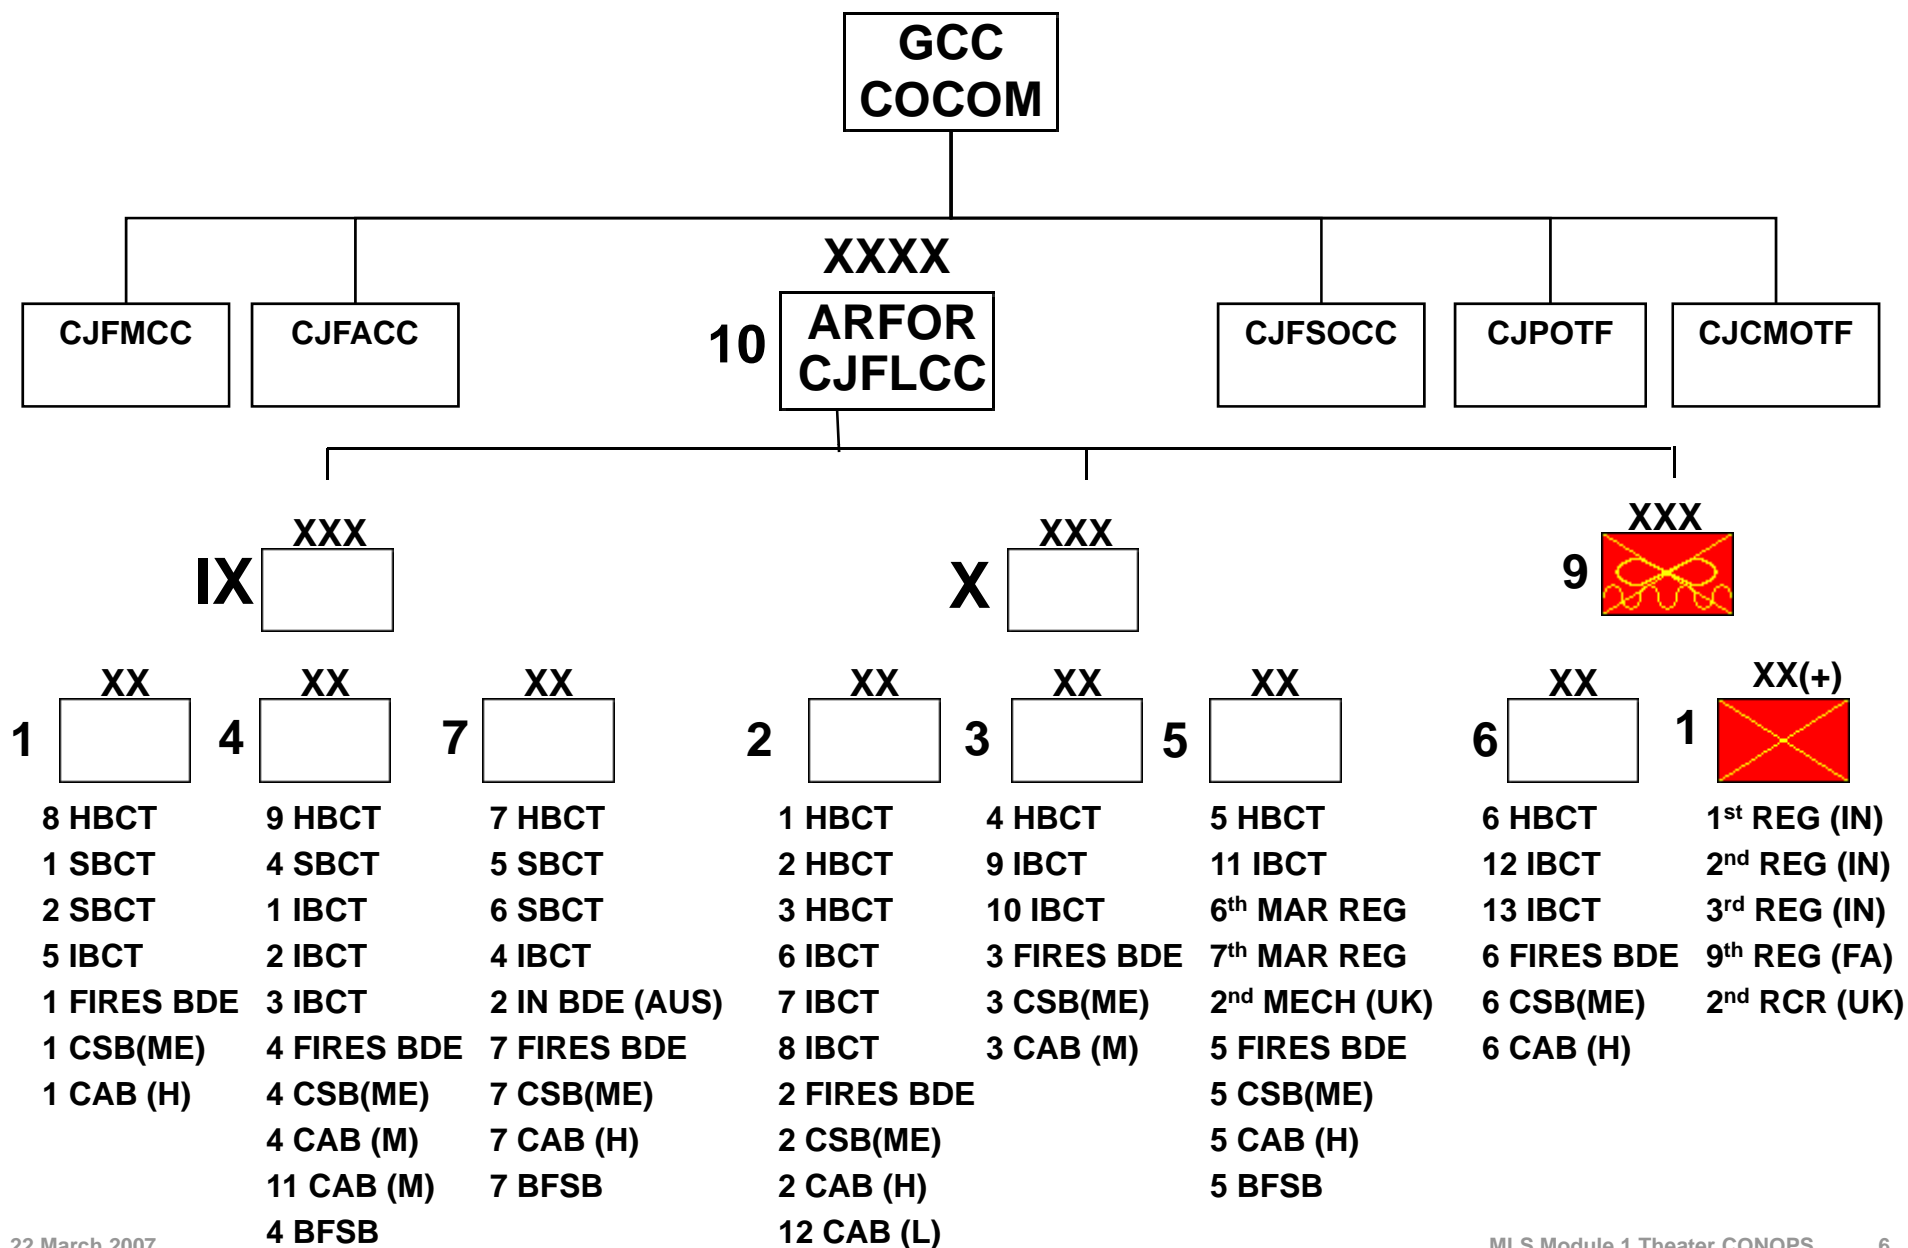 GCC
COCOM
XXXX
10
ARFOR
CJFLCC
CJFMCC
CJFACC
CJFSOCC
CJPOTF
CJCMOTF
XXX
IX
XXX
X
XXX
9
XX
1
XX
4
XX
7
XX
2
XX
3
XX
5
XX
6
XX(+)
1
8 HBCT
1 SBCT
2 SBCT
5 IBCT
1 FIRES BDE
1 CSB(ME)
1 CAB (H)
9 HBCT
4 SBCT
1 IBCT
2 IBCT
3 IBCT
4 FIRES BDE
4 CSB(ME)
4 CAB (M)
11 CAB (M)
4 BFSB
7 HBCT
5 SBCT
6 SBCT
4 IBCT
2 IN BDE (AUS)
7 FIRES BDE
7 CSB(ME)
7 CAB (H)
7 BFSB
1 HBCT
2 HBCT
3 HBCT
6 IBCT
7 IBCT
8 IBCT
2 FIRES BDE
2 CSB(ME)
2 CAB (H)
12 CAB (L)
4 HBCT
9 IBCT
10 IBCT
3 FIRES BDE
3 CSB(ME)
3 CAB (M)
5 HBCT
11 IBCT
6th MAR REG
7th MAR REG
2nd MECH (UK)
5 FIRES BDE
5 CSB(ME)
5 CAB (H)
5 BFSB
6 HBCT
12 IBCT
13 IBCT
6 FIRES BDE
6 CSB(ME)
6 CAB (H)
1st REG (IN)
2nd REG (IN)
3rd REG (IN)
9th REG (FA)
2nd RCR (UK)
22 March 2007
MLS Module 1 Theater CONOPS 6